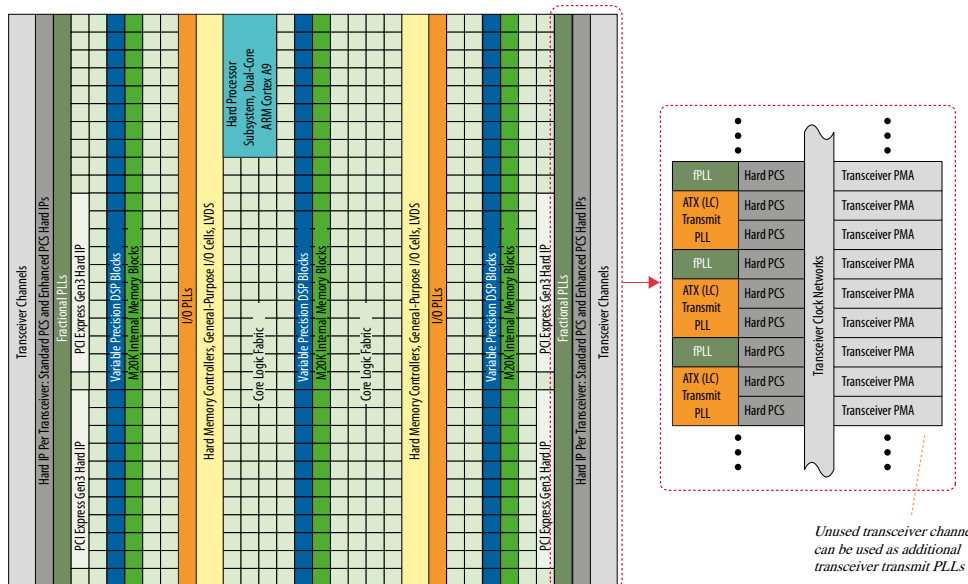 Transceiver Channels
Hard IP Per Transceiver: Standard PCS and Enhanced PCS Hard IPs
Fractional PLLs
PCI Express Gen3 Hard IP
PCI Express Gen3 Hard IP
Variable Precision DSP Blocks
M20K Internal Memory Blocks
I/O PLLs
Hard Memory Controllers, General-Purpose I/O Cells, LVDS
Hard Processor
Subsystem, Dual-Core
ARM Cortex A9
Core Logic Fabric
Variable Precision DSP Blocks
M20K Internal Memory Blocks
Core Logic Fabric
Hard Memory Controllers, General-Purpose I/O Cells, LVDS
I/O PLLs
Variable Precision DSP Blocks
M20K Internal Memory Blocks
PCI Express Gen3 Hard IP
PCI Express Gen3 Hard IP
Fractional PLLs
Hard IP Per Transceiver: Standard PCS and Enhanced PCS Hard IPs
Transceiver Channels
fPLL
ATX (LC)
Transmit
PLL
fPLL
ATX (LC)
Transmit
PLL
fPLL
ATX (LC)
Transmit
PLL
Hard PCS
Hard PCS
Hard PCS
Hard PCS
Hard PCS
Hard PCS
Hard PCS
Hard PCS
Hard PCS
Transceiver Clock Networks
Transceiver PMA
Transceiver PMA
Transceiver PMA
Transceiver PMA
Transceiver PMA
Transceiver PMA
Transceiver PMA
Transceiver PMA
Transceiver PMA
Unused transceiver
can be used as additional
transceiver transmit PLLs